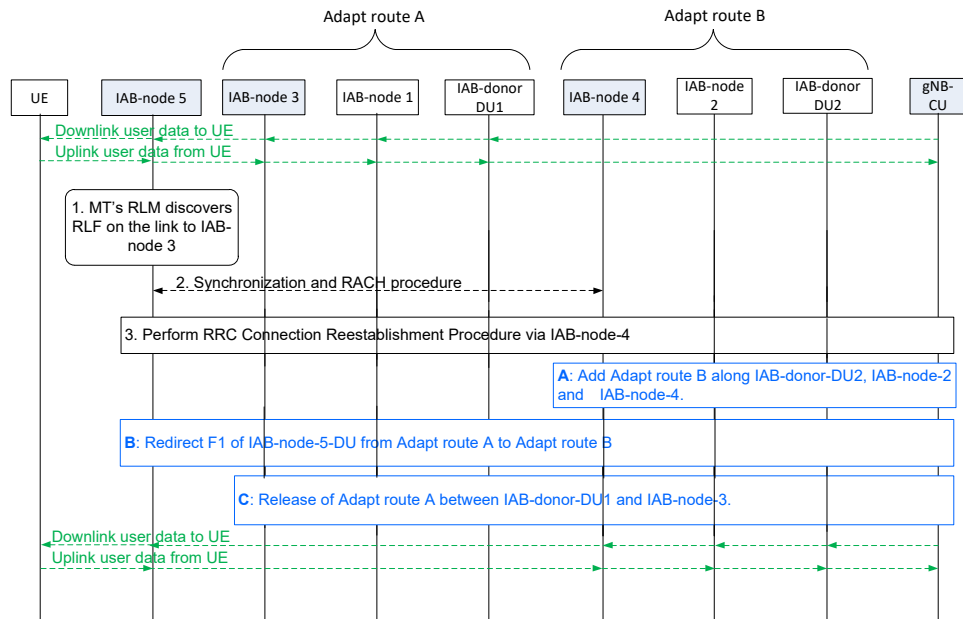 Adapt route A
Adapt route B
UE
IAB-node 5
IAB-node 3
IAB-node 1
IAB-donor
DU1
IAB-node 4
IAB-node
2
IAB-donor
DU2
gNB-
CU
Downlink user data to UE
Uplink user data from UE
1. MT's RLM discovers
RLF on the link to IAB-
node 3
2. Synchronization and RACH procedure
3. Perform RRC Connection Reestablishment Procedure via IAB-node-4
A: Add Adapt route B along IAB-donor-DU2, IAB-node-2
and IAB-node-4.
B: Redirect F1 of IAB-node-5-DU from Adapt route A to Adapt route B
C: Release of Adapt route A between IAB-donor-DU1 and IAB-node-3.
Downlink user data to UE
Uplink user data from UE